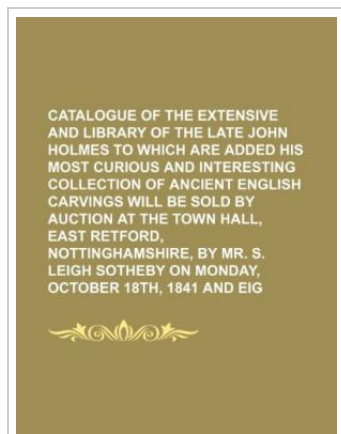 CATALOGUE OF THE EXTENSIVE
AND LIBRARY OF THE LATE JOHN
HOLMES TO WHICH ARE ADDED HIS
MOST CURIOUS AND INTERESTING
COLLECTION OF ANCIENT ENGLISH
CARVINGS WILL BE SOLD BY
AUCTION AT THE TOWN HALL,
EAST RETFORD,
NOTTINGHAMSHIRE, BY MR. S.
LEIGH SOTHEBY ON MONDAY,
OCTOBER 18TH, 1841 AND EIG